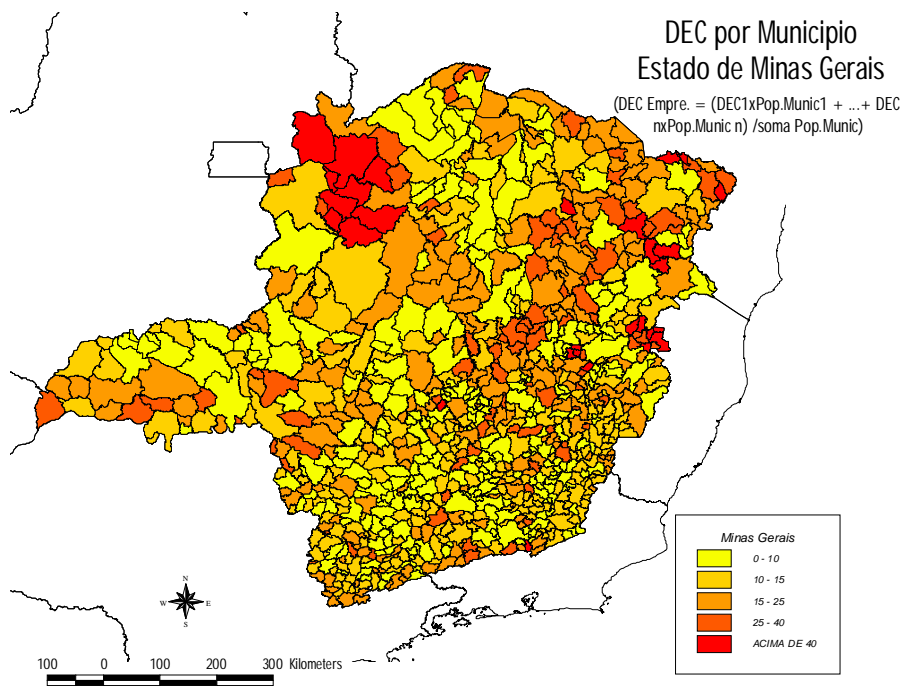 DEC por Municipio
Estado de Minas Gerais
(DEC Empre. = (DEC1xPop.Munic1 + ...+ DEC
nxPop.Munic n) /soma Pop.Munic)
N
W E
S
100 0 100 200 300 Kilometers
Minas Gerais
0 - 10
10 - 15
15 - 25
25 - 40
ACIMA DE 40